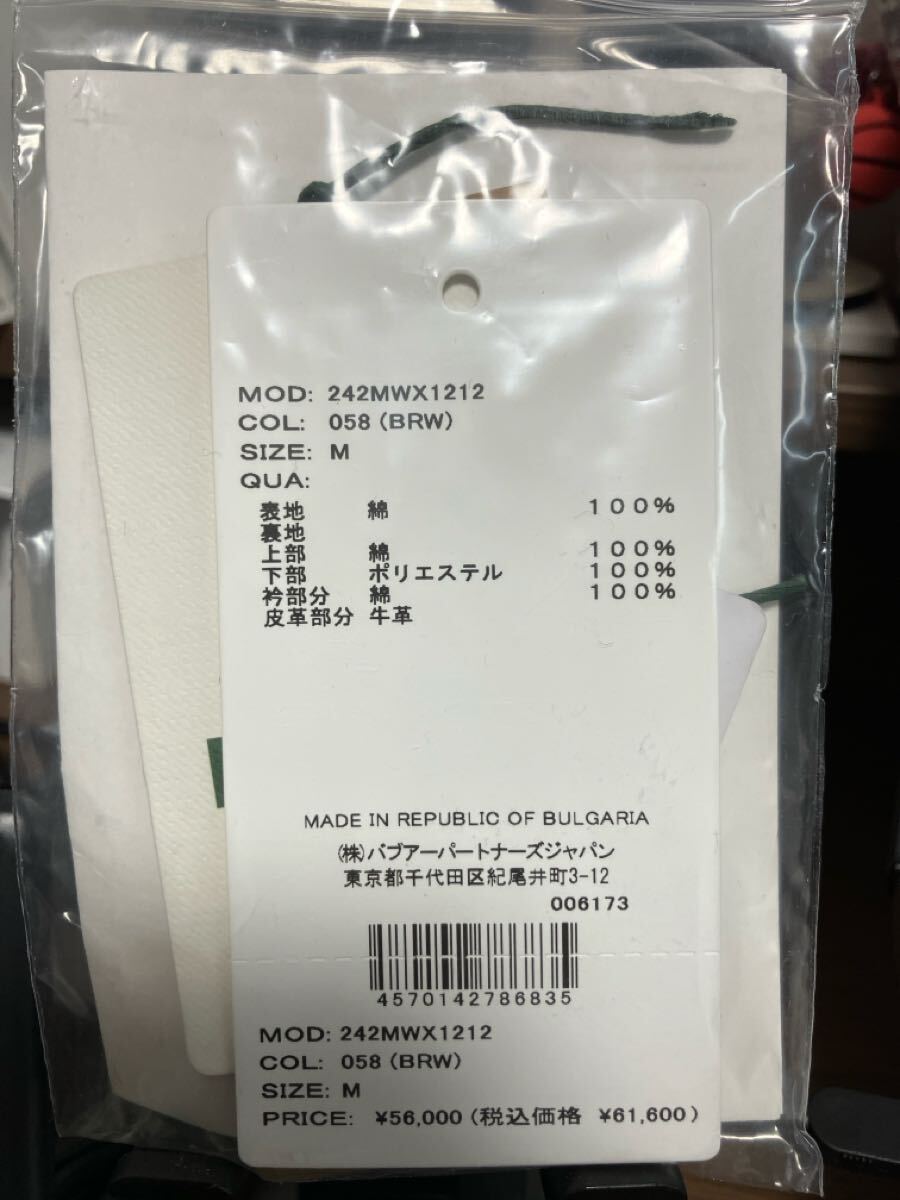 MOD: 242MWX1212
COL: 058 (BRW)
SIZE: M
QUA:
表地 綿 100%
裏地
上部 綿 100%
下部 ポリエステル 100%
衿部分 綿 100%
皮革部分 牛革
MADE IN REPUBLIC OF BULGARIA
(株)バブアーパートナーズジャパン
東京都千代田区紀尾井町3-12
006173
4570142786835
MOD: 242MWX1212
COL: 058 (BRW)
SIZE: M
PRICE: ¥56,000 (税込価格 ¥61,600)